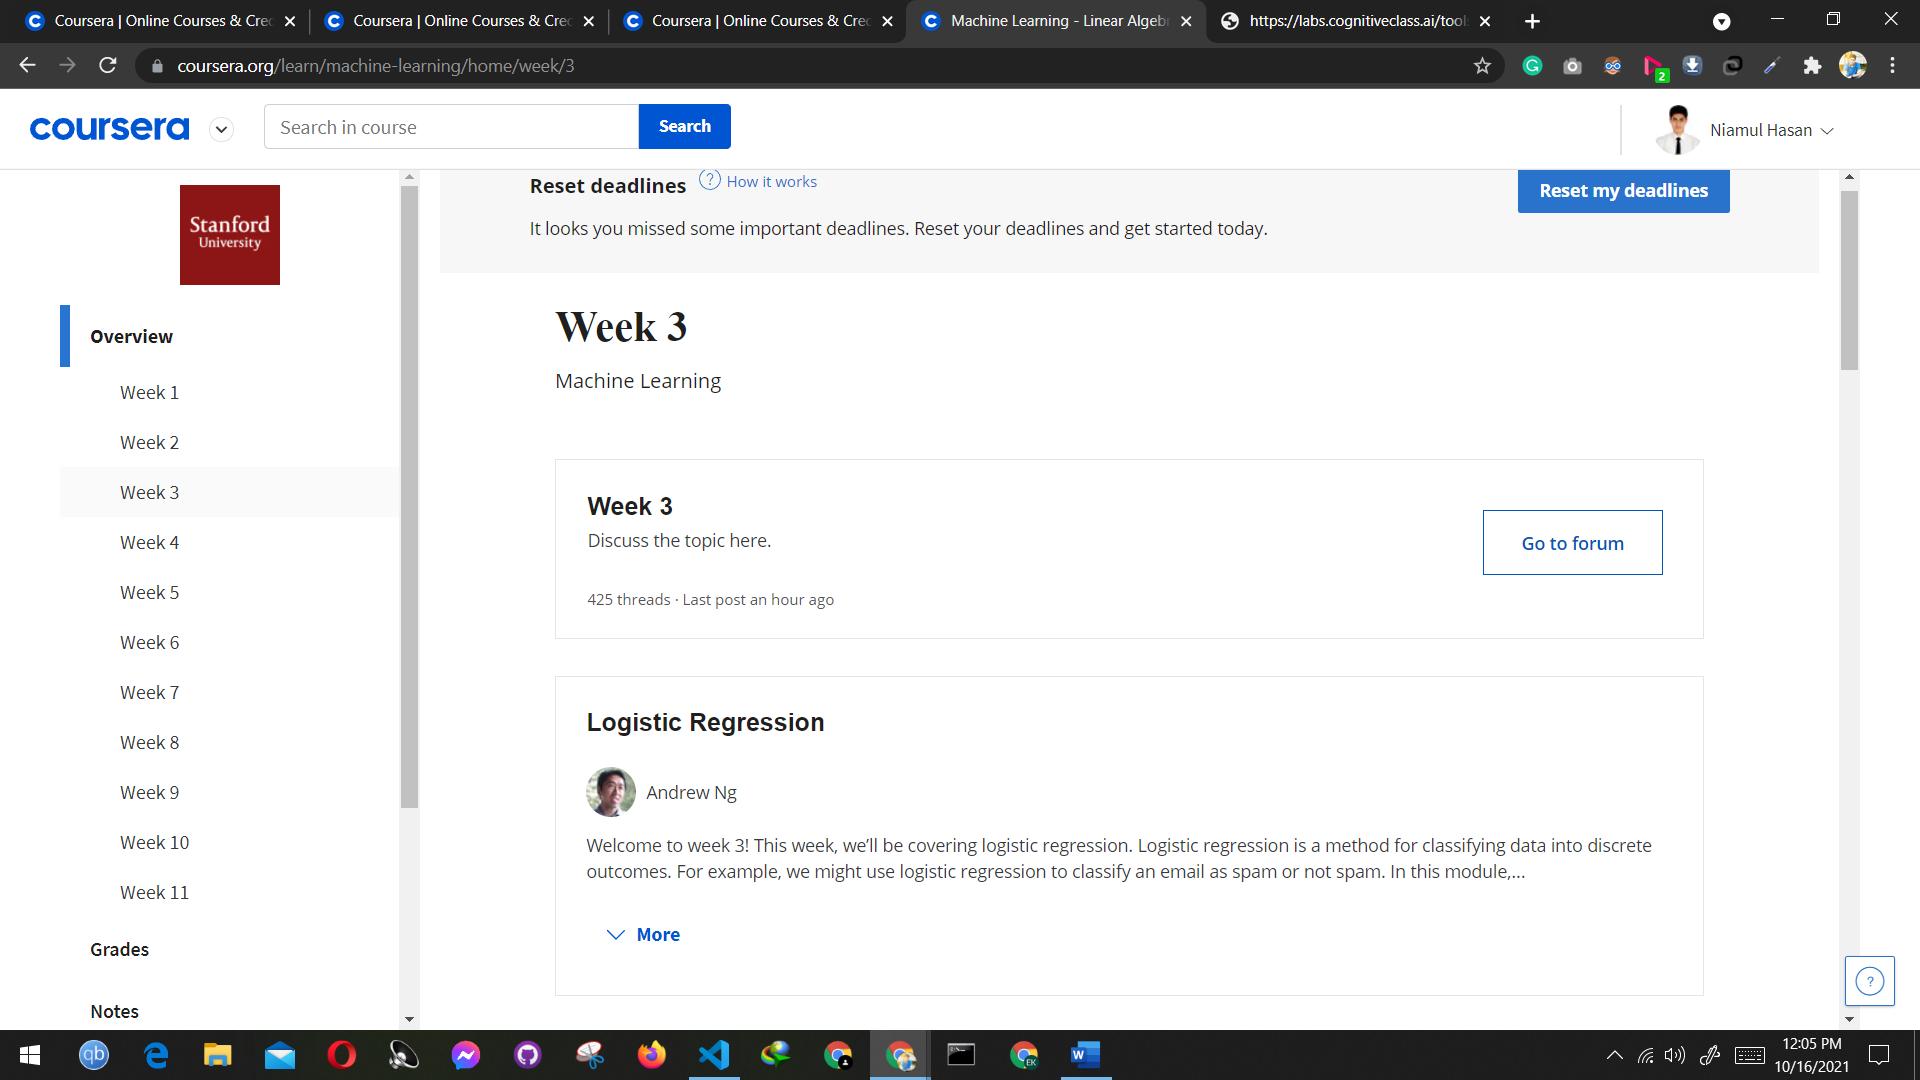 Coursera | Online Courses & Cre
Coursera | Online Courses & Cre
Coursera | Online Courses & Cre
Machine Learning - Linear Algeb
https://labs.cognitiveclass.ai/tool
coursera.org/learn/machine-learning/home/week/3
2
coursera
Search in course
Search
Niamul Hasan
Stanford
University
Overview
Week 1
Week 2
Week 3
Week 4
Week 5
Week 6
Week 7
Week 8
Week 9
Week 10
Week 11
Grades
Notes
Reset deadlines
? How it works
It looks you missed some important deadlines. Reset your deadlines and get started today.
Reset my deadlines
Week 3
Machine Learning
Week 3
Discuss the topic here.
425 threads · Last post an hour ago
Go to forum
Logistic Regression
Andrew Ng
Welcome to week 3! This week, we’ll be covering logistic regression. Logistic regression is a method for classifying data into discrete
outcomes. For example, we might use logistic regression to classify an email as spam or not spam. In this module,...
More
?
qb
EK
W
12:05 PM
10/16/2021